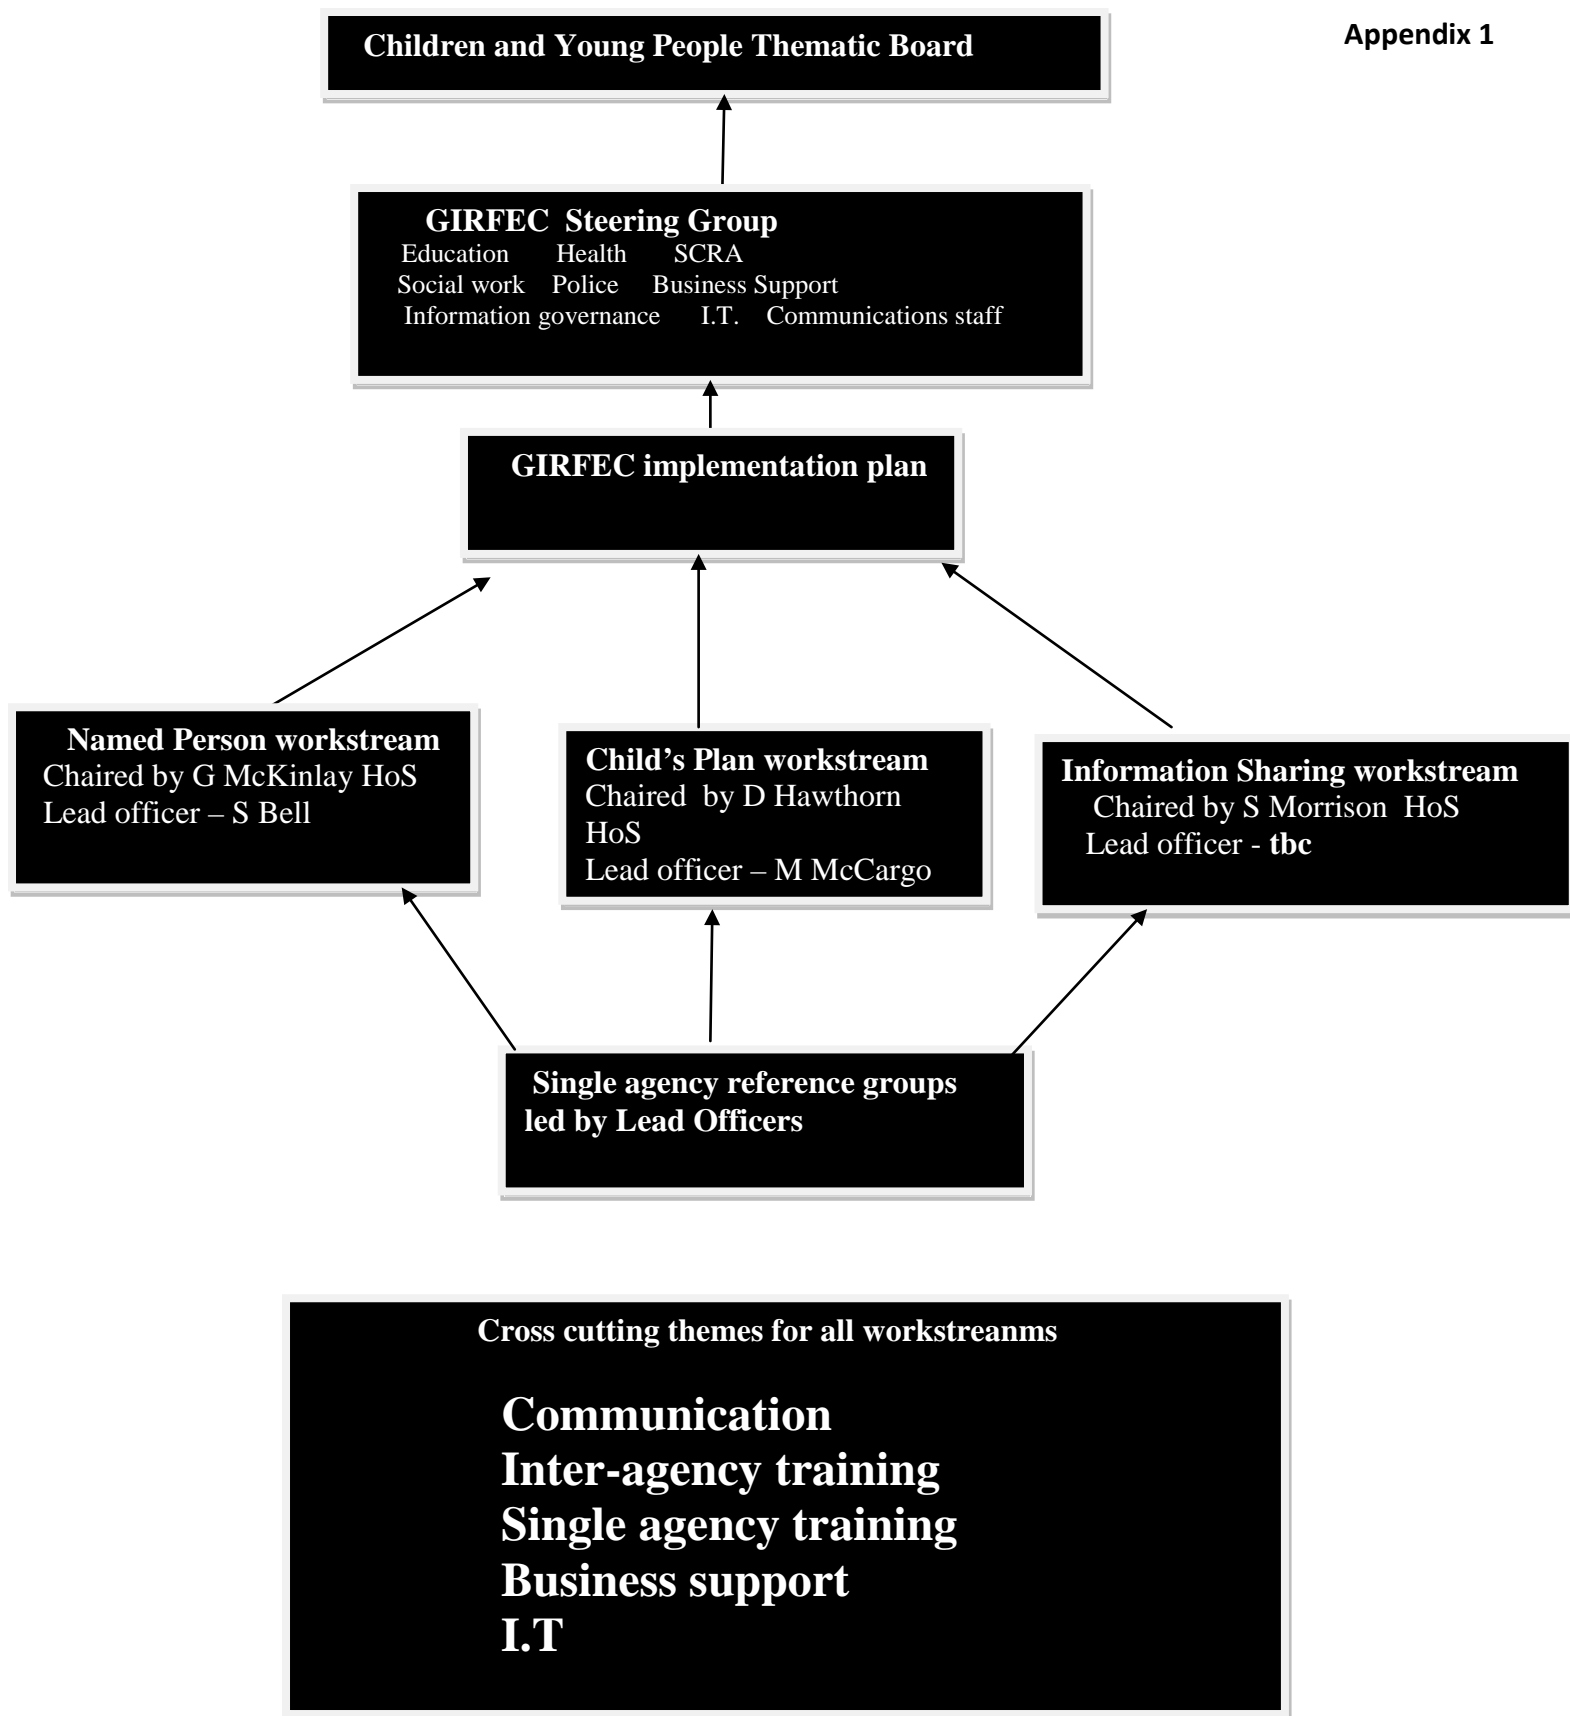 Appendix 1
Children and Young People Thematic Board
GIRFEC Steering Group
Education Health SCRA
Social work Police Business Support
Information governance I.T. Communications staff
GIRFEC implementation plan
Named Person workstream
Chaired by G McKinlay HoS
Lead officer – S Bell
Child’s Plan workstream
Chaired by D Hawthorn
HoS
Lead officer – M McCargo
Information Sharing workstream
Chaired by S Morrison HoS
Lead officer - tbc
Single agency reference groups
led by Lead Officers
Cross cutting themes for all workstreanms
Communication
Inter-agency training
Single agency training
Business support
I.T